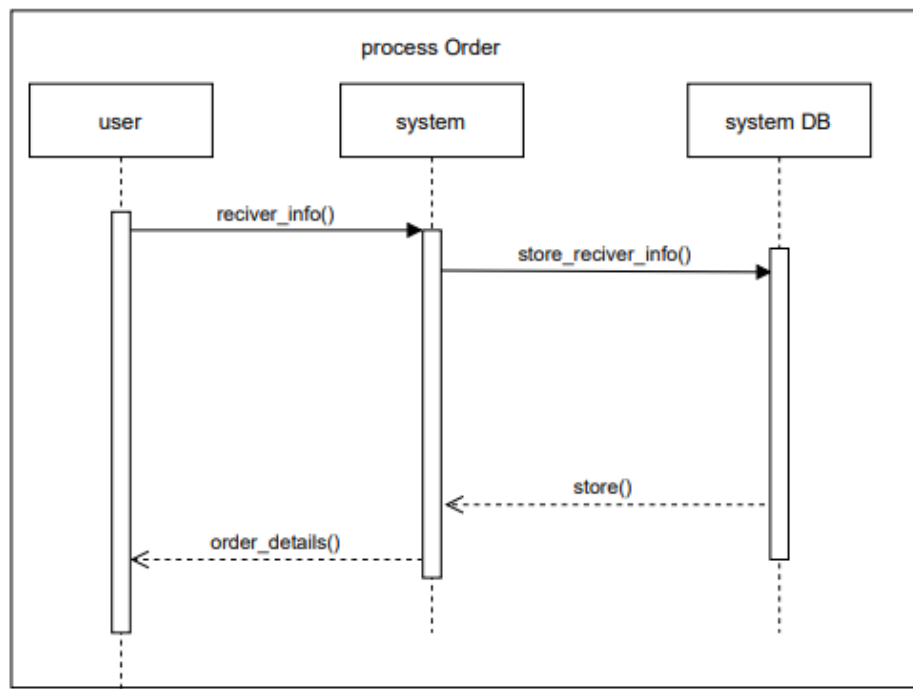 process Order
user
system
system DB
reciver_info()
store_reciver_info()
store()
order_details()